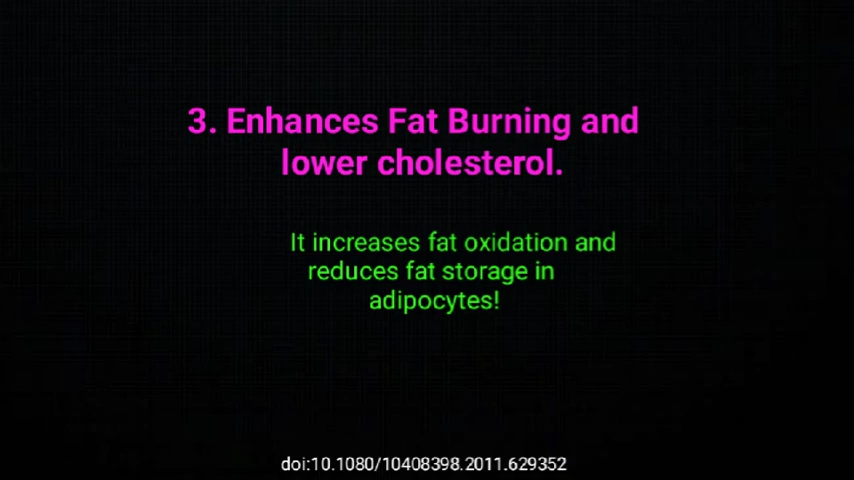 3. Enhances Fat Burning and
lower cholesterol.
It increases fat oxidation and
reduces fat storage in
adipocytes!
doi:10.1080/10408398.2011.629352